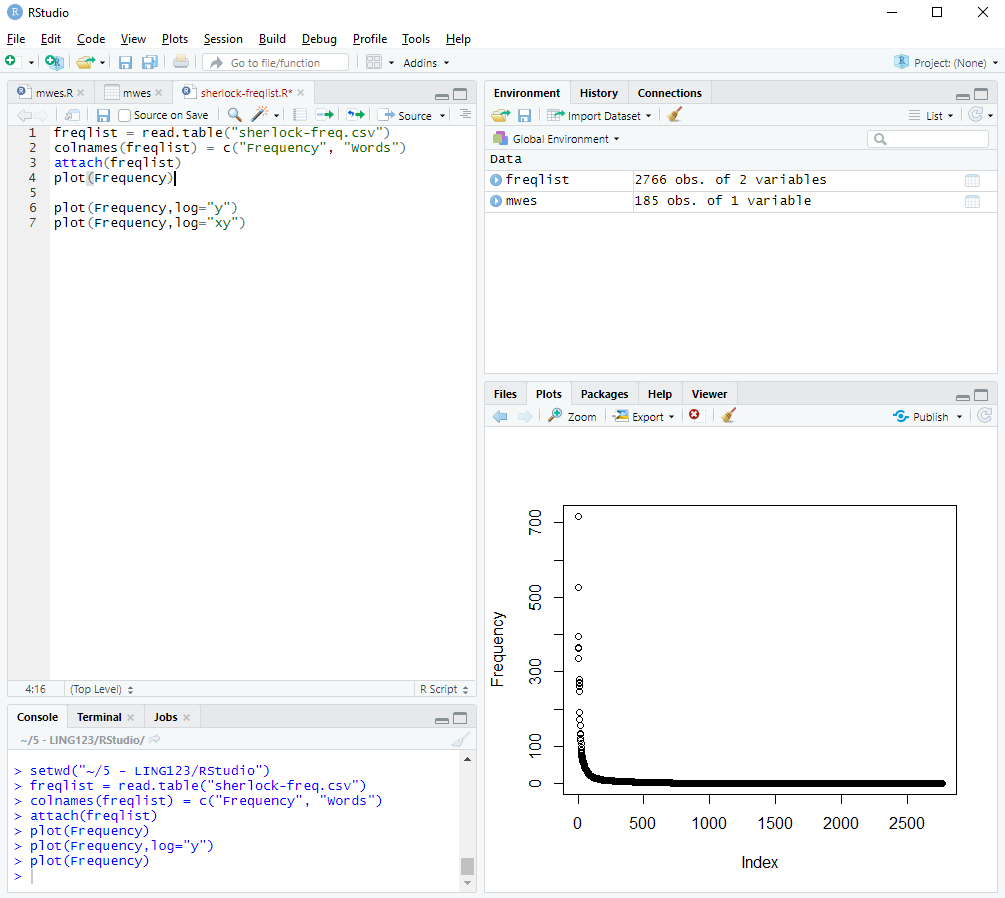 RStudio
File Edit Code View Plots Session Build Debug Profile Tools Help
Go to file/function Addins Project: (None)
mwes.R mwes sherlock-freqlist.R*
Source on Save Source
1 freqlist = read.table("sherlock-freq.csv")
2 colnames(freqlist) = c("Frequency", "Words")
3 attach(freqlist)
4 plot(Frequency)
5
6 plot(Frequency,log="y")
7 plot(Frequency,log="xy")
4:16 (Top Level) R Script
Console Terminal Jobs
~/5 - LING123/RStudio/
> setwd("~/5 - LING123/RStudio")
> freqlist = read.table("sherlock-freq.csv")
> colnames(freqlist) = c("Frequency", "Words")
> attach(freqlist)
> plot(Frequency)
> plot(Frequency,log="y")
> plot(Frequency)
>
Environment History Connections
Import Dataset List
Global Environment
Data
freqlist 2766 obs. of 2 variables
mwes 185 obs. of 1 variable
Files Plots Packages Help Viewer
Zoom Export Publish
Frequency
700
500
300
100
0
0 500 1000 1500 2000 2500
Index